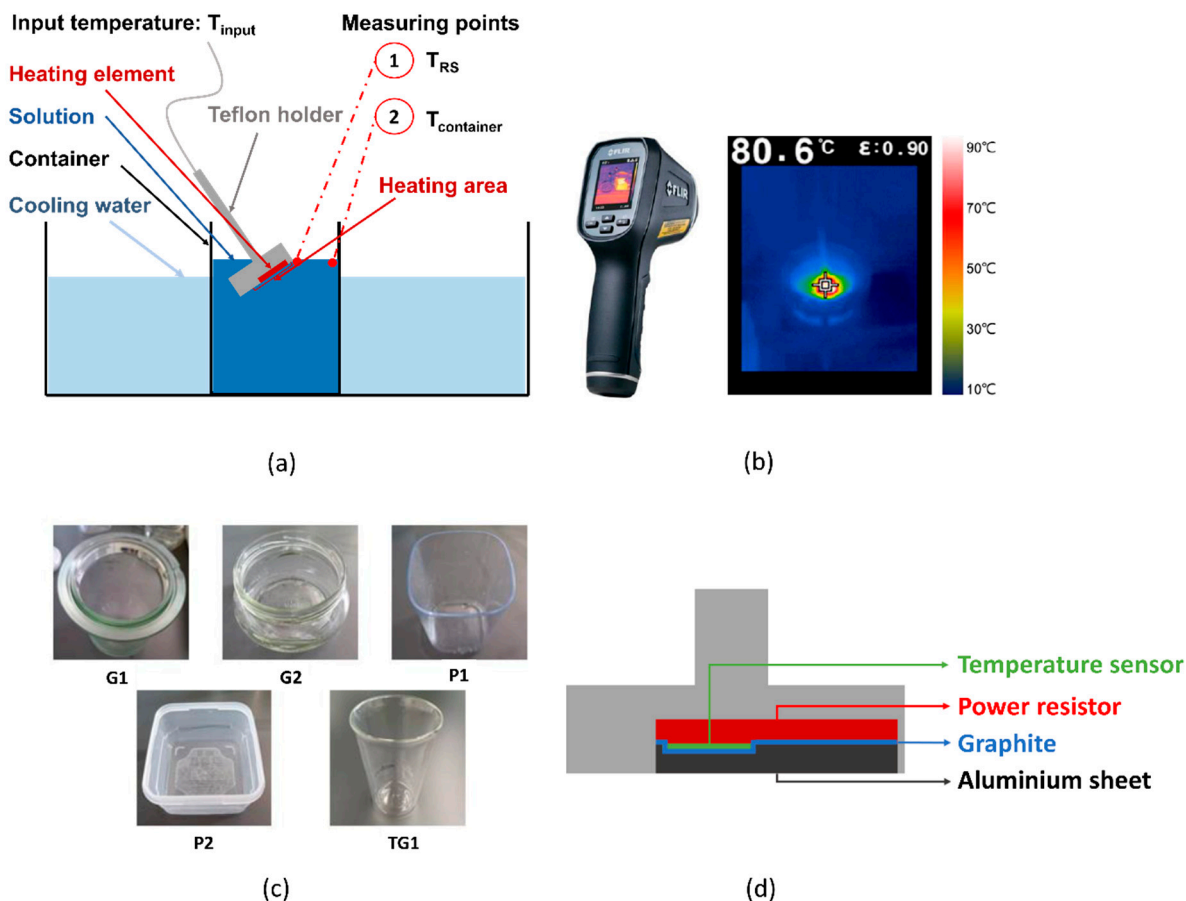 Input temperature: Tinput
Measuring points
1 TRS
Heating element
Solution
Teflon holder
2 Tcontainer
Container
Heating area
Cooling water
(a)
FLIR
FLIR
80.6℃ ε:0.90
90℃
70℃
50℃
30℃
10℃
(b)
G1
G2
P1
P2
TG1
(c)
Temperature sensor
Power resistor
Graphite
Aluminium sheet
(d)